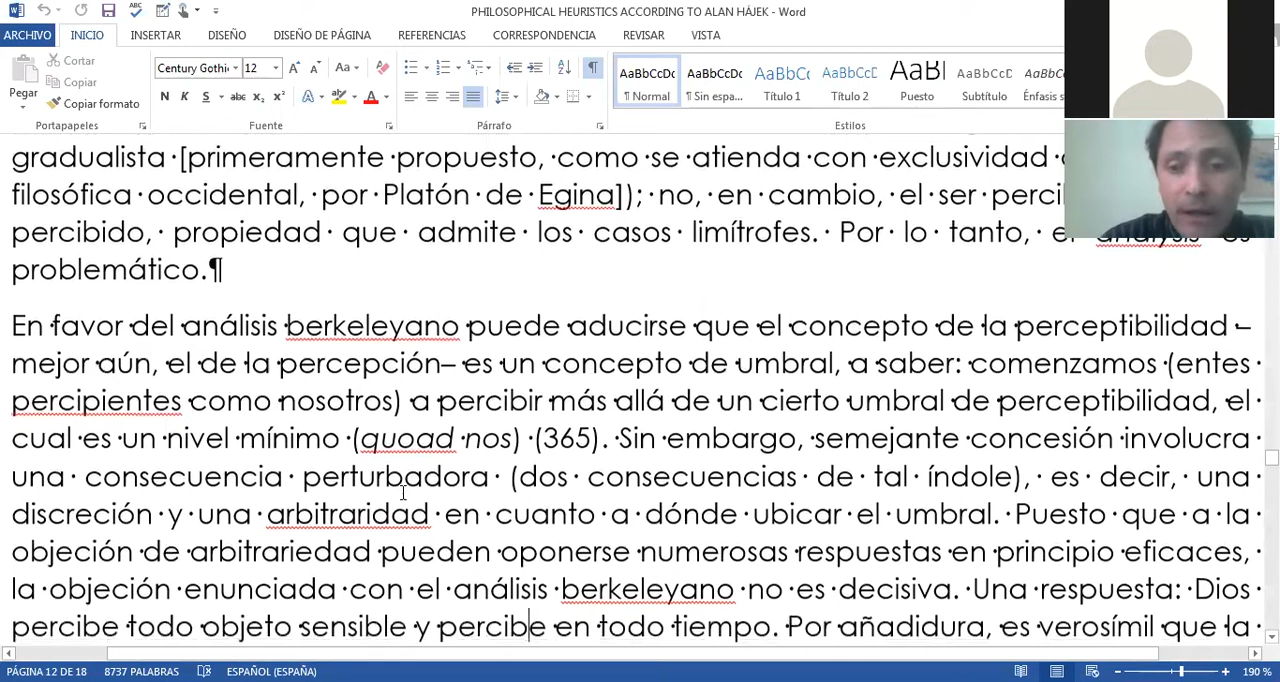 PHILOSOPHICAL HEURISTICS ACCORDING TO ALAN HÁJEK - Word
ARCHIVO INICIO INSERTAR DISEÑO DISEÑO DE PÁGINA REFERENCIAS CORRESPONDENCIA REVISAR VISTA
Cortar
Copiar
Copiar formato
Pegar
Portapapeles
Century Gothi 12
N K S abc x₂ x²
Fuente
Párrafo
AaBbCcDc AaBbCcDc AaBbCc AaBbCcD AaBl AaBbCcD AaBbCcD
¶ Normal ¶ Sin espa... Título 1 Título 2 Puesto Subtítulo Énfasis s
Estilos
gradualista [primeramente propuesto, como se atienda con exclusividad
filosófica occidental, por Platón de Egina]); no, en cambio, el ser
percibido, propiedad que admite los casos limítrofes. Por lo tanto, analysis es
problemático.¶
En favor del análisis berkeleyano puede aducirse que el concepto de la perceptibilidad –
mejor aún, el de la percepción– es un concepto de umbral, a saber: comenzamos (entes
percipientes como nosotros) a percibir más allá de un cierto umbral de perceptibilidad, el
cual es un nivel mínimo (quoad nos) (365). Sin embargo, semejante concesión involucra
una consecuencia perturbadora (dos consecuencias de tal índole), es decir, una
discreción y una arbitraridad en cuanto a dónde ubicar el umbral. Puesto que a la
objeción de arbitrariedad pueden oponerse numerosas respuestas en principio eficaces,
la objeción enunciada con el análisis berkeleyano no es decisiva. Una respuesta: Dios
percibe todo objeto sensible y percibe en todo tiempo. Por añadidura, es verosímil que la
PÁGINA 12 DE 18 8737 PALABRAS ESPAÑOL (ESPAÑA) 190 %